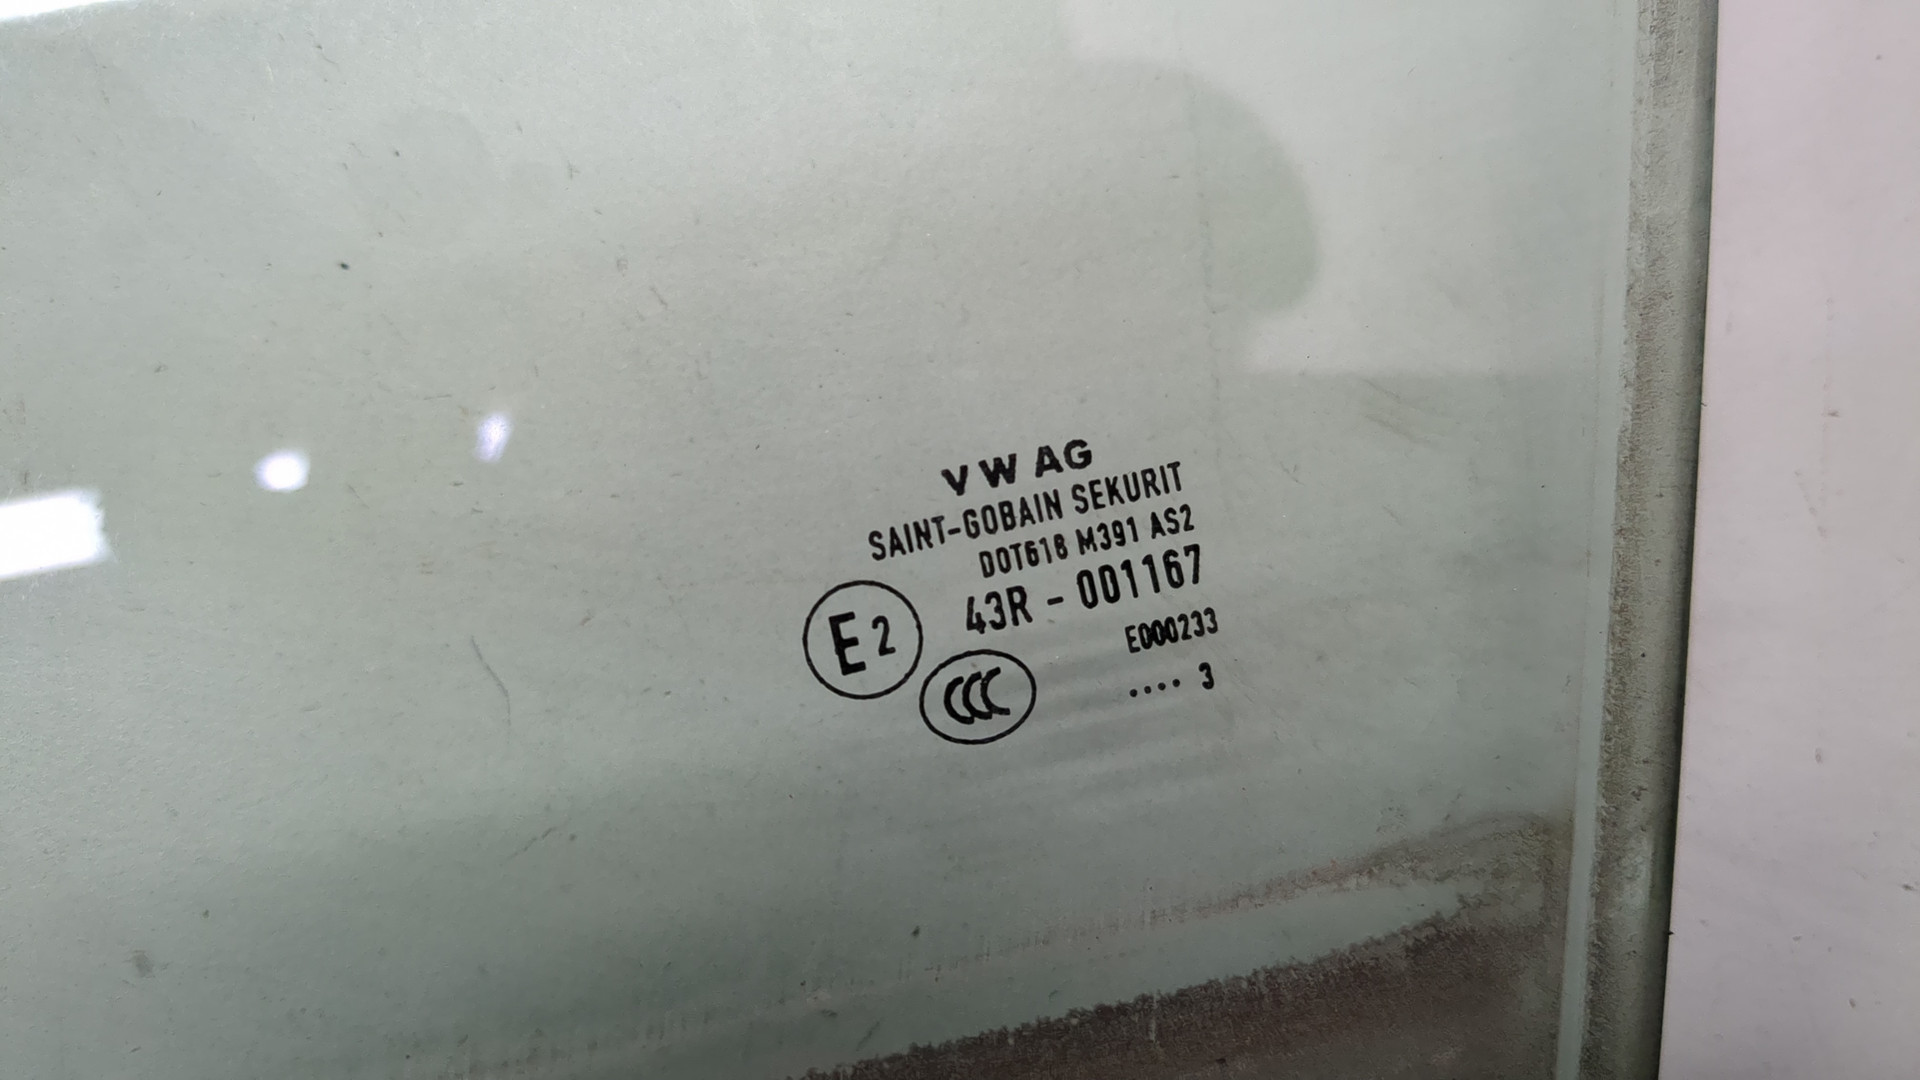 VW AG
SAINT-GOBAIN SEKURIT
DOT618 M391 AS2
43R - 001167
E2
E000233
CCC
.... 3